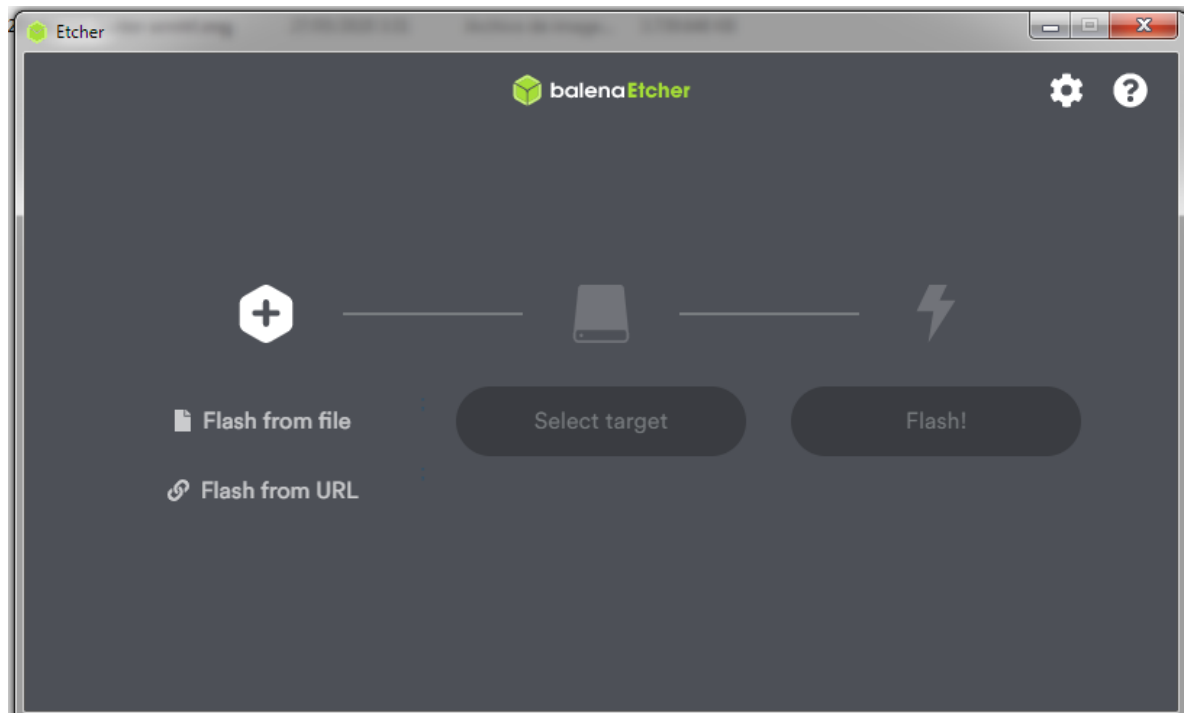 Etcher
balenaEtcher
Flash from file
Select target
Flash!
Flash from URL